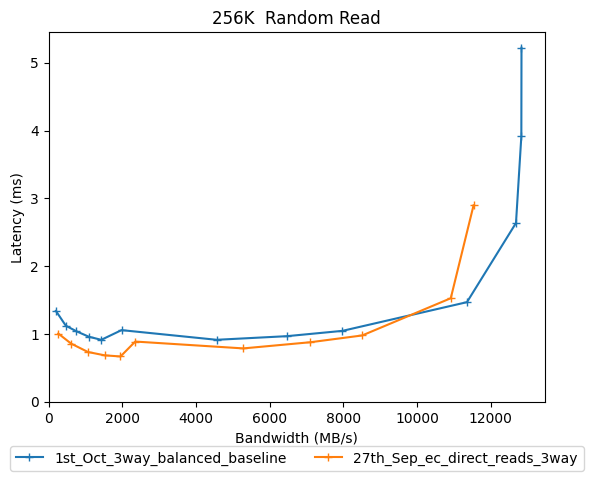 256K  Random Read
5
4
3
2
1
0
Latency (ms)
0 2000 4000 6000 8000 10000 12000
Bandwidth (MB/s)
1st_Oct_3way_balanced_baseline 27th_Sep_ec_direct_reads_3way